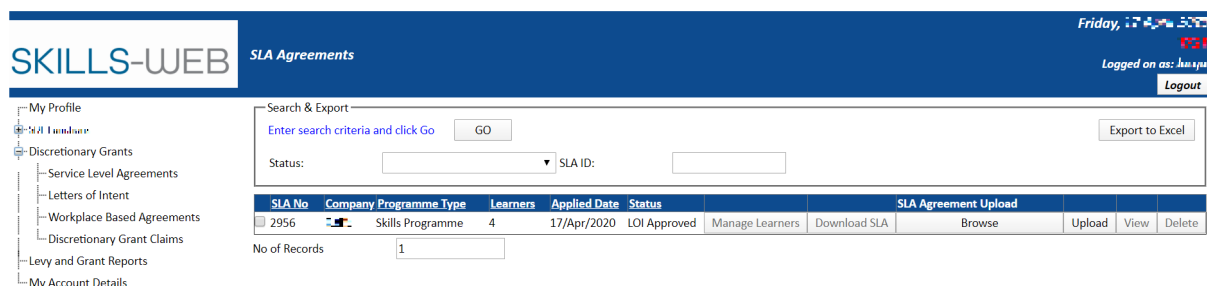 Friday,
SKILLS-WEB
SLA Agreements
Logged on as:
Logout
My Profile
Discretionary Grants
Service Level Agreements
Letters of Intent
Workplace Based Agreements
Discretionary Grant Claims
Levy and Grant Reports
My Account Details
Search & Export
Enter search criteria and click Go GO Export to Excel
Status: SLA ID:
SLA No Company Programme Type Learners Applied Date Status SLA Agreement Upload
2956 Skills Programme 4 17/Apr/2020 LOI Approved Manage Learners Download SLA Browse Upload View Delete
No of Records 1